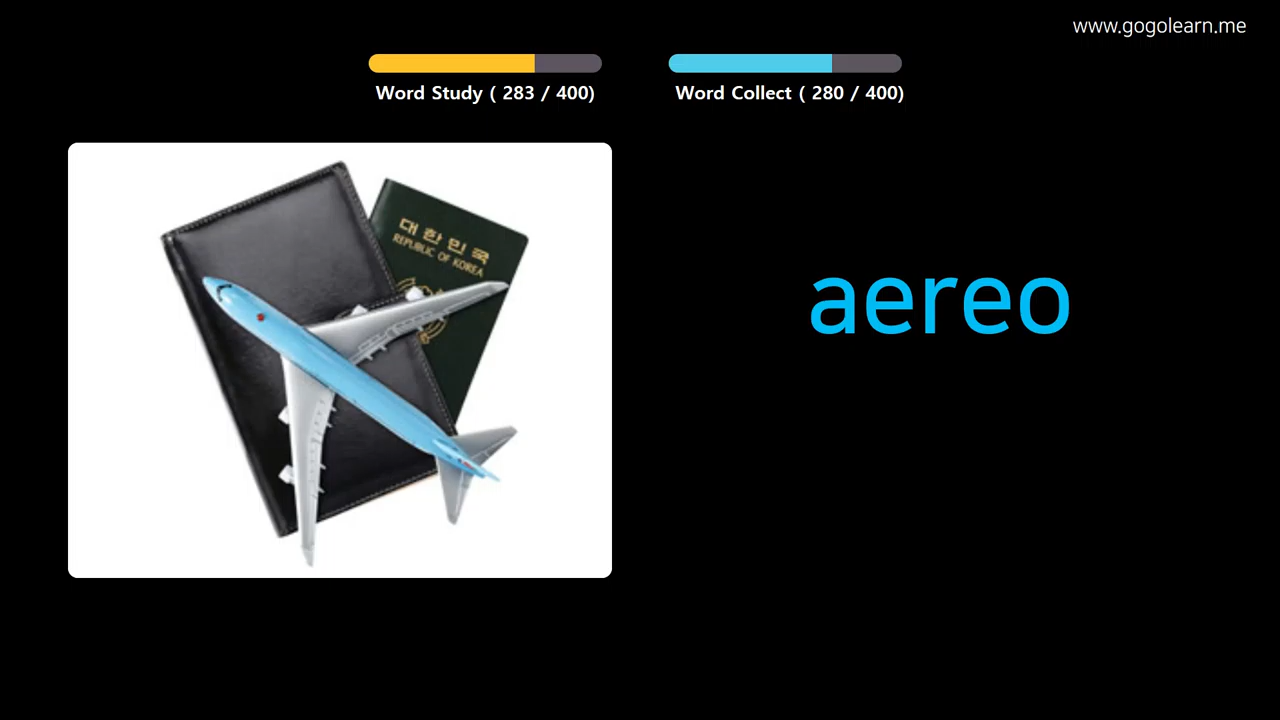 www.gogolearn.me
Word Study ( 283 / 400)
Word Collect ( 280 / 400)
대한민국
REPUBLIC OF KOREA
aereo